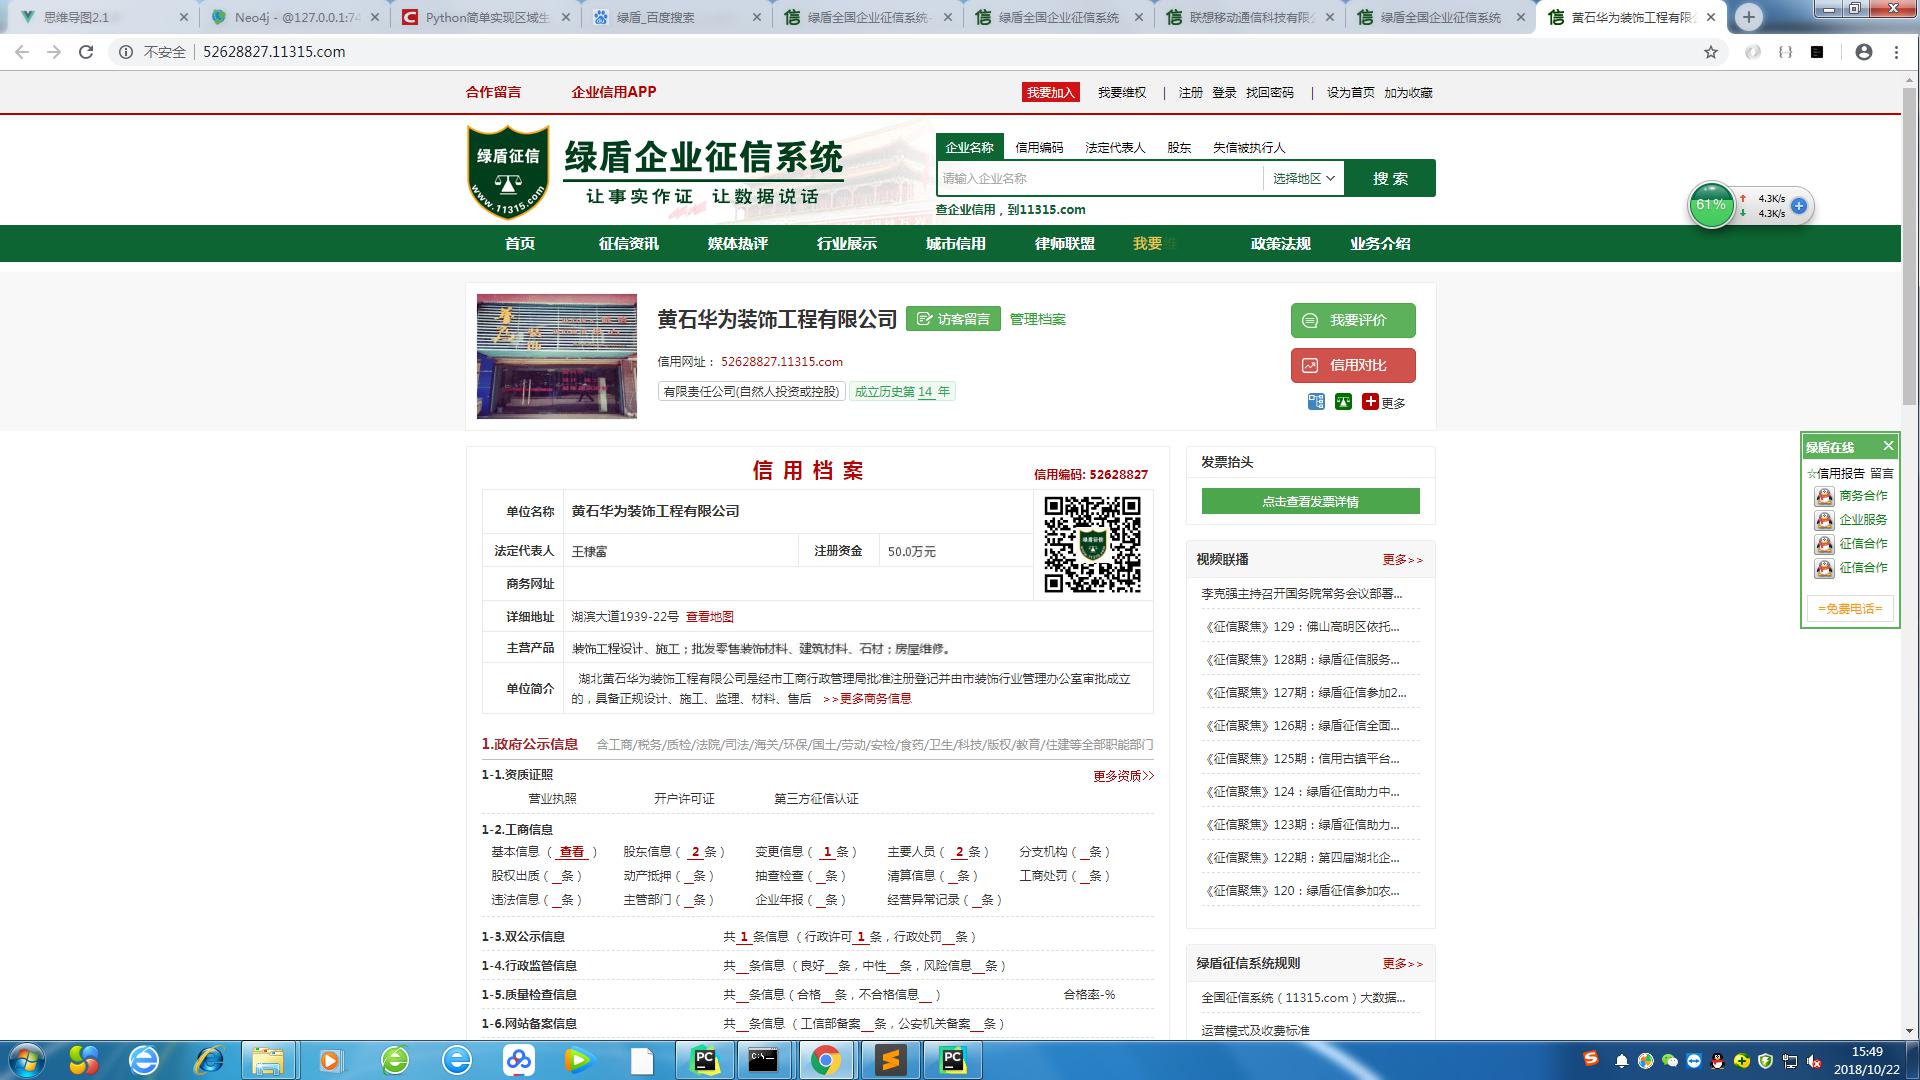 思维导图2.1
Neo4j - @127.0.0.1:74
Python简单实现区域生
绿盾_百度搜索
绿盾全国企业征信系统-
绿盾全国企业征信系统
联想移动通信科技有限公
绿盾全国企业征信系统
黄石华为装饰工程有限公
不安全 52628827.11315.com
合作留言 企业信用APP 我要加入 我要维权 | 注册 登录 找回密码 | 设为首页 加为收藏
绿盾征信
www.11315.com
绿盾企业征信系统
让事实作证 让数据说话
企业名称 信用编码 法定代表人 股东 失信被执行人
请输入企业名称 选择地区 搜 索
查企业信用，到11315.com
61% 4.3K/s
4.3K/s
首页 征信资讯 媒体热评 行业展示 城市信用 律师联盟 我要维 政策法规 业务介绍
黄石华为装饰工程有限公司 访客留言 管理档案
信用网址： 52628827.11315.com
有限责任公司(自然人投资或控股) 成立历史第 14 年
我要评价
信用对比
更多
信 用 档 案 信用编码: 52628827
单位名称 黄石华为装饰工程有限公司
法定代表人 王棣富 注册资金 50.0万元
商务网址
详细地址 湖滨大道1939-22号 查看地图
主营产品 装饰工程设计、施工；批发零售装饰材料、建筑材料、石材；房屋维修。
单位简介 湖北黄石华为装饰工程有限公司是经市工商行政管理局批准注册登记并由市装饰行业管理办公室审批成立
的，具备正规设计、施工、监理、材料、售后 >>更多商务信息
1.政府公示信息 含工商/税务/质检/法院/司法/海关/环保/国土/劳动/安检/食药/卫生/科技/版权/教育/住建等全部职能部门
1-1.资质证照 更多资质>>
营业执照 开户许可证 第三方征信认证
1-2.工商信息
基本信息（ 查看 ） 股东信息（ 2 条） 变更信息（ 1 条） 主要人员（ 2 条） 分支机构（_条）
股权出质（_条） 动产抵押（_条） 抽查检查（_条） 清算信息（_条） 工商处罚（_条）
违法信息（_条） 主管部门（_条） 企业年报（_条） 经营异常记录（_条）
1-3.双公示信息 共 1 条信息 （ 行政许可 1 条，行政处罚__条 ）
1-4.行政监管信息 共__条信息 （ 良好__条，中性__条，风险信息__条 ）
1-5.质量检查信息 共__条信息（ 合格__条，不合格信息__ ） 合格率-%
1-6.网站备案信息 共__条信息 （ 工信部备案__条，公安机关备案__条 ）
发票抬头
点击查看发票详情
视频联播 更多>>
李克强主持召开国务院常务会议部署...
《征信聚焦》129：佛山高明区依托...
《征信聚焦》128期：绿盾征信服务...
《征信聚焦》127期：绿盾征信参加2...
《征信聚焦》126期：绿盾征信全面...
《征信聚焦》125期：信用古镇平台...
《征信聚焦》124：绿盾征信助力中...
《征信聚焦》123期：绿盾征信助力...
《征信聚焦》122期：第四届湖北企...
《征信聚焦》120：绿盾征信参加农...
绿盾征信系统规则 更多>>
全国征信系统（11315.com）大数据...
运营模式及收费标准
绿盾在线
☆信用报告 留言
商务合作
企业服务
征信合作
征信合作
=免费电话=
15:49
2018/10/22